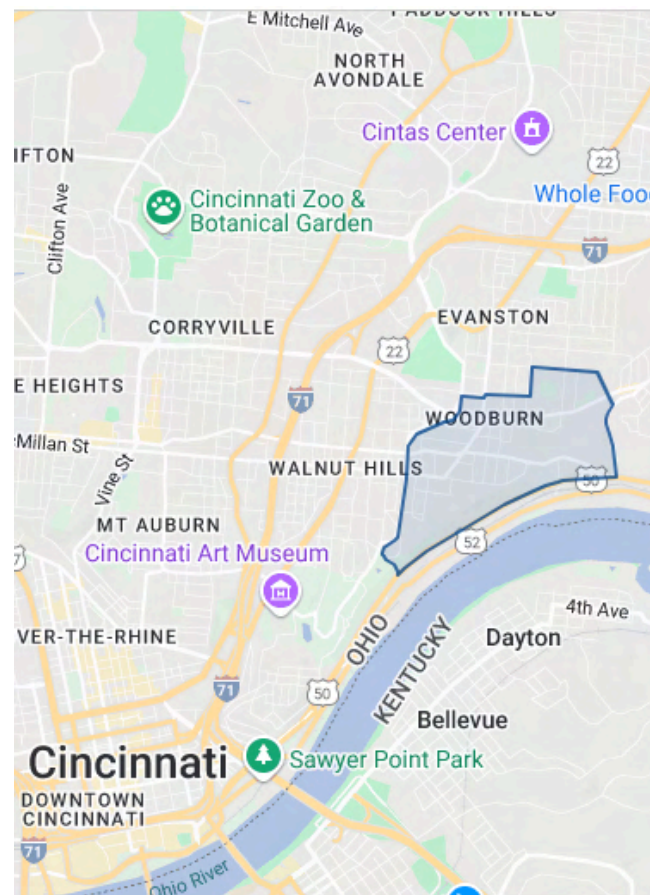 PADDOCK HILLS
E Mitchell Ave
NORTH
AVONDALE
Cintas Center
IFTON
22
Whole Foo
Cincinnati Zoo &
Botanical Garden
Clifton Ave
71
EVANSTON
CORRYVILLE
22
E HEIGHTS
71
WOODBURN
McMillan St
WALNUT HILLS
Vine St
50
MT AUBURN
52
Cincinnati Art Museum
4th Ave
VER-THE-RHINE
OHIO
KENTUCKY
Dayton
71
50
Bellevue
Cincinnati
Sawyer Point Park
DOWNTOWN
CINCINNATI
71
Ohio River